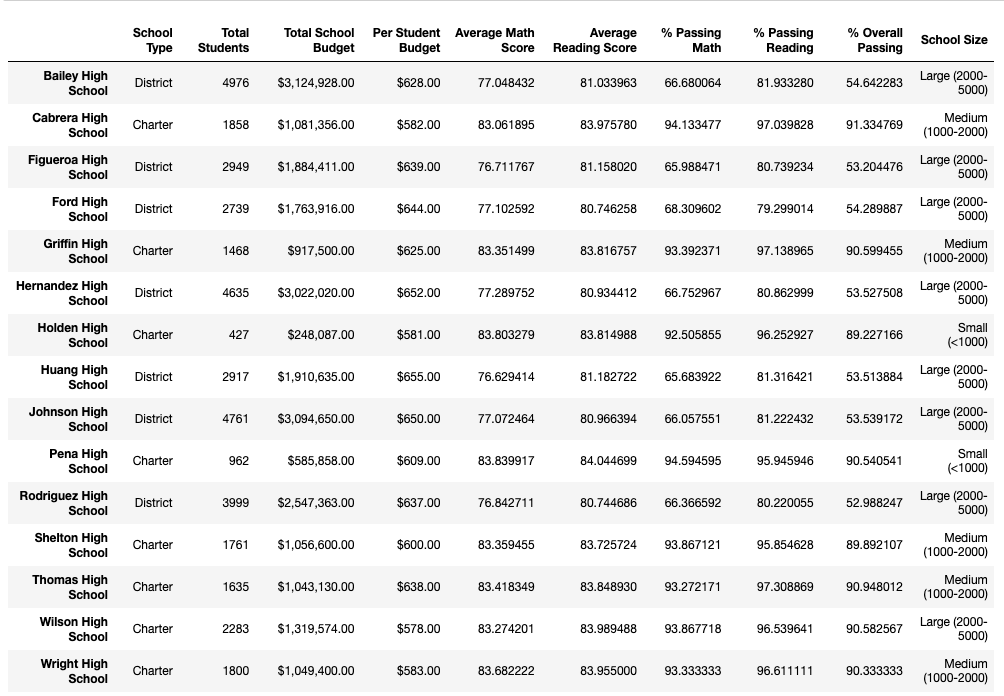 School Type Total Students Total School Budget Per Student Budget Average Math Score Average Reading Score % Passing Math % Passing Reading % Overall Passing School Size
Bailey High School District 4976 $3,124,928.00 $628.00 77.048432 81.033963 66.680064 81.933280 54.642283 Large (2000-5000)
Cabrera High School Charter 1858 $1,081,356.00 $582.00 83.061895 83.975780 94.133477 97.039828 91.334769 Medium (1000-2000)
Figueroa High School District 2949 $1,884,411.00 $639.00 76.711767 81.158020 65.988471 80.739234 53.204476 Large (2000-5000)
Ford High School District 2739 $1,763,916.00 $644.00 77.102592 80.746258 68.309602 79.299014 54.289887 Large (2000-5000)
Griffin High School Charter 1468 $917,500.00 $625.00 83.351499 83.816757 93.392371 97.138965 90.599455 Medium (1000-2000)
Hernandez High School District 4635 $3,022,020.00 $652.00 77.289752 80.934412 66.752967 80.862999 53.527508 Large (2000-5000)
Holden High School Charter 427 $248,087.00 $581.00 83.803279 83.814988 92.505855 96.252927 89.227166 Small (<1000)
Huang High School District 2917 $1,910,635.00 $655.00 76.629414 81.182722 65.683922 81.316421 53.513884 Large (2000-5000)
Johnson High School District 4761 $3,094,650.00 $650.00 77.072464 80.966394 66.057551 81.222432 53.539172 Large (2000-5000)
Pena High School Charter 962 $585,858.00 $609.00 83.839917 84.044699 94.594595 95.945946 90.540541 Small (<1000)
Rodriguez High School District 3999 $2,547,363.00 $637.00 76.842711 80.744686 66.366592 80.220055 52.988247 Large (2000-5000)
Shelton High School Charter 1761 $1,056,600.00 $600.00 83.359455 83.725724 93.867121 95.854628 89.892107 Medium (1000-2000)
Thomas High School Charter 1635 $1,043,130.00 $638.00 83.418349 83.848930 93.272171 97.308869 90.948012 Medium (1000-2000)
Wilson High School Charter 2283 $1,319,574.00 $578.00 83.274201 83.989488 93.867718 96.539641 90.582567 Large (2000-5000)
Wright High School Charter 1800 $1,049,400.00 $583.00 83.682222 83.955000 93.333333 96.611111 90.333333 Medium (1000-2000)